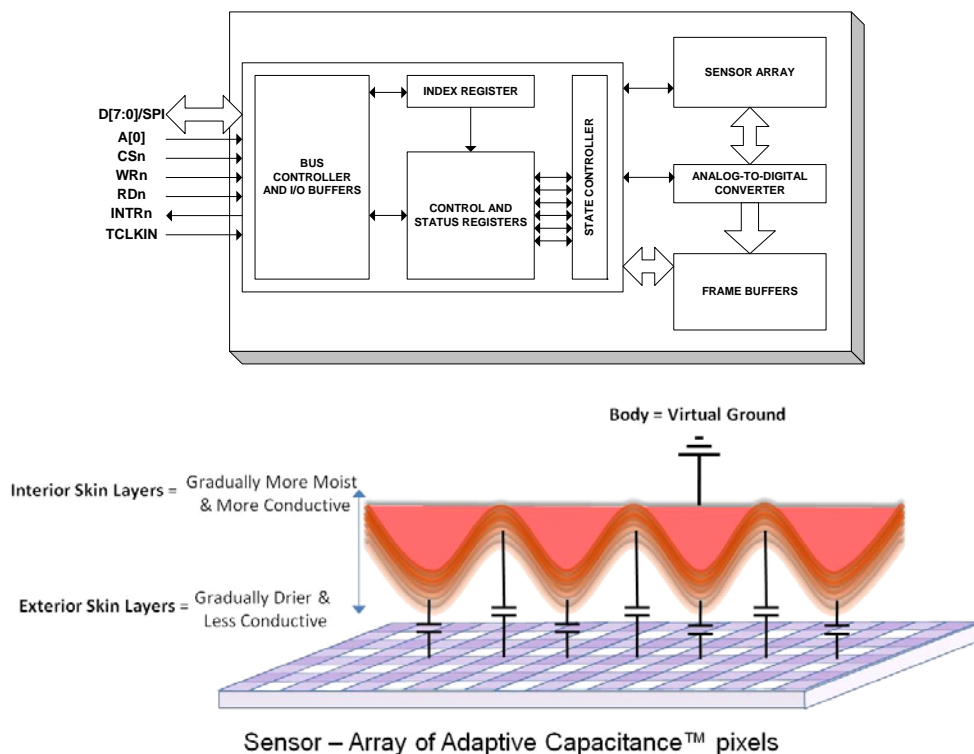 D[7:0]/SPI
A[0]
CSn
WRn
RDn
INTRn
TCLKIN
BUS
CONTROLLER
AND I/O BUFFERS
INDEX REGISTER
CONTROL AND
STATUS REGISTERS
STATE CONTROLLER
SENSOR ARRAY
ANALOG-TO-DIGITAL
CONVERTER
FRAME BUFFERS
Body = Virtual Ground
Interior Skin Layers = Gradually More Moist
& More Conductive
Exterior Skin Layers = Gradually Drier &
Less Conductive
Sensor – Array of Adaptive Capacitance™ pixels